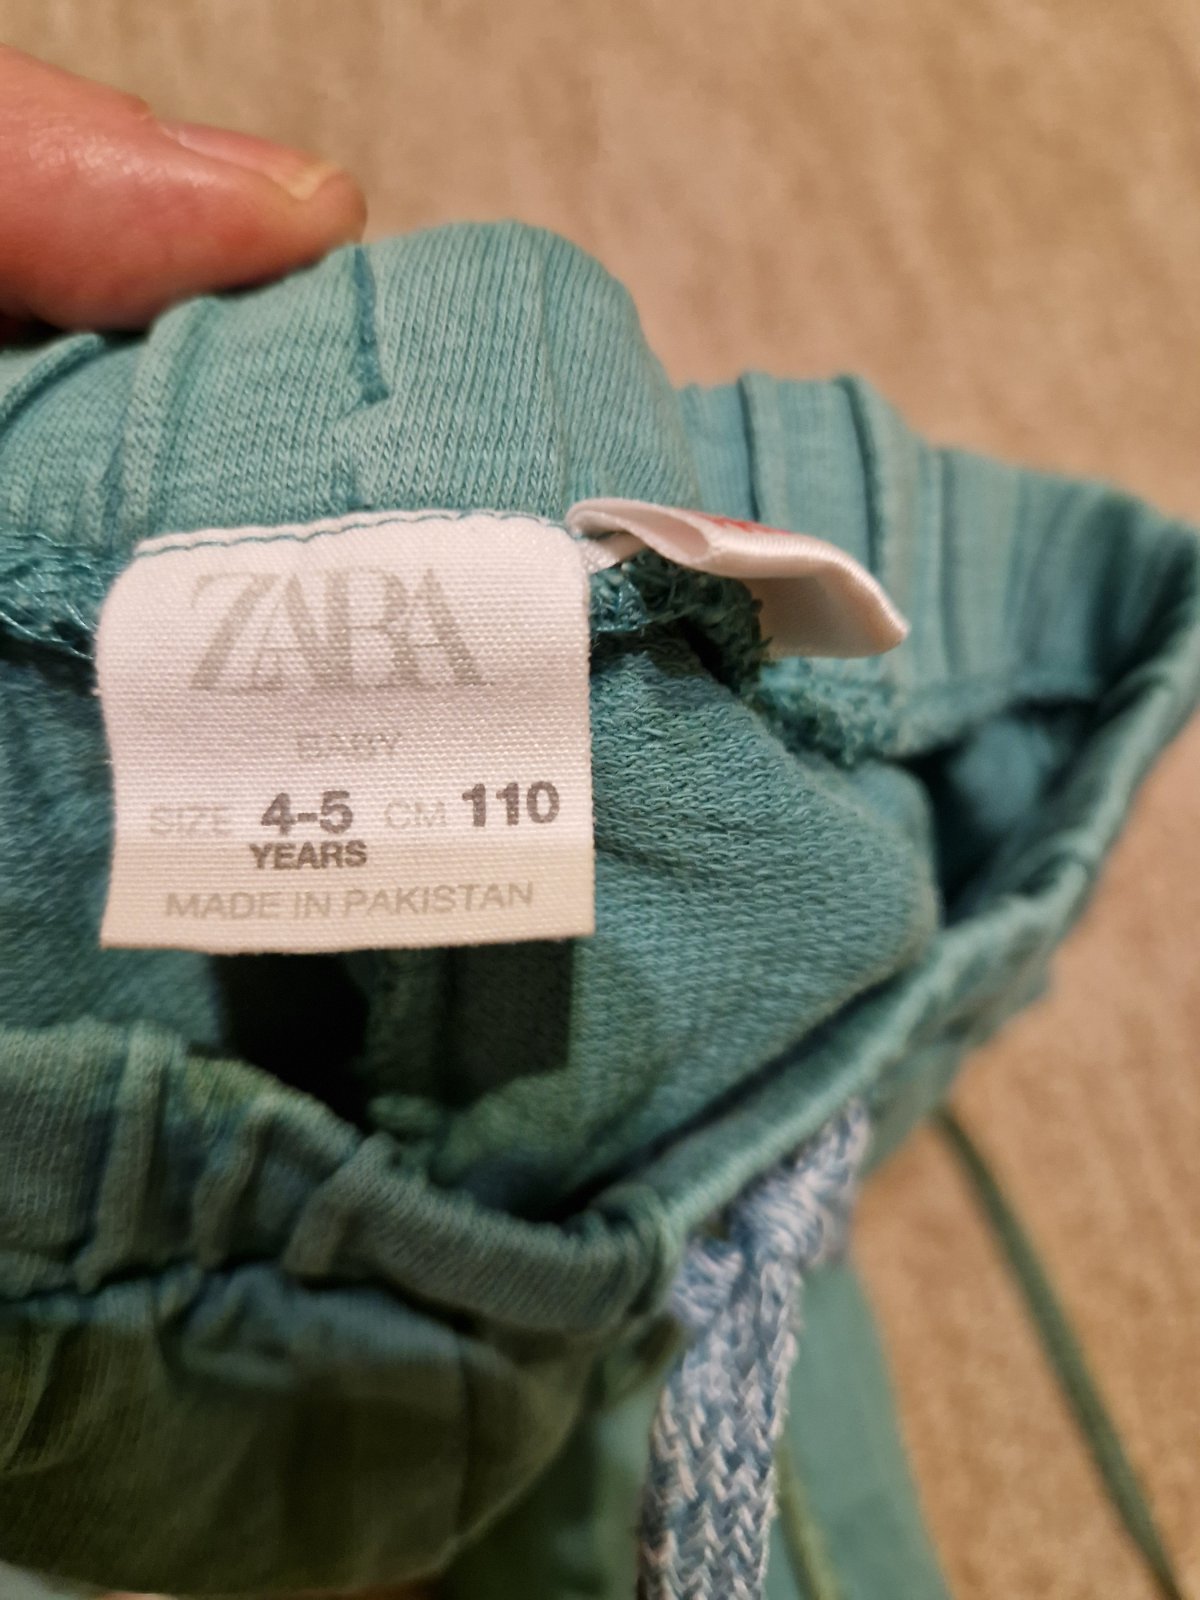 ZARA
BABY
SIZE 4-5 CM 110
YEARS
MADE IN PAKISTAN